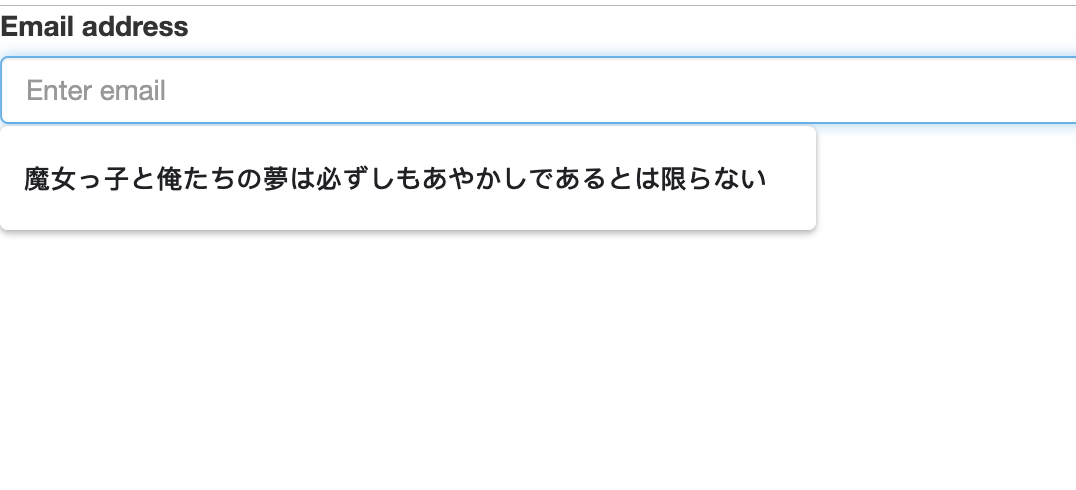 Email address
Enter email
魔女っ子と俺たちの夢は必ずしもあやかしであるとは限らない